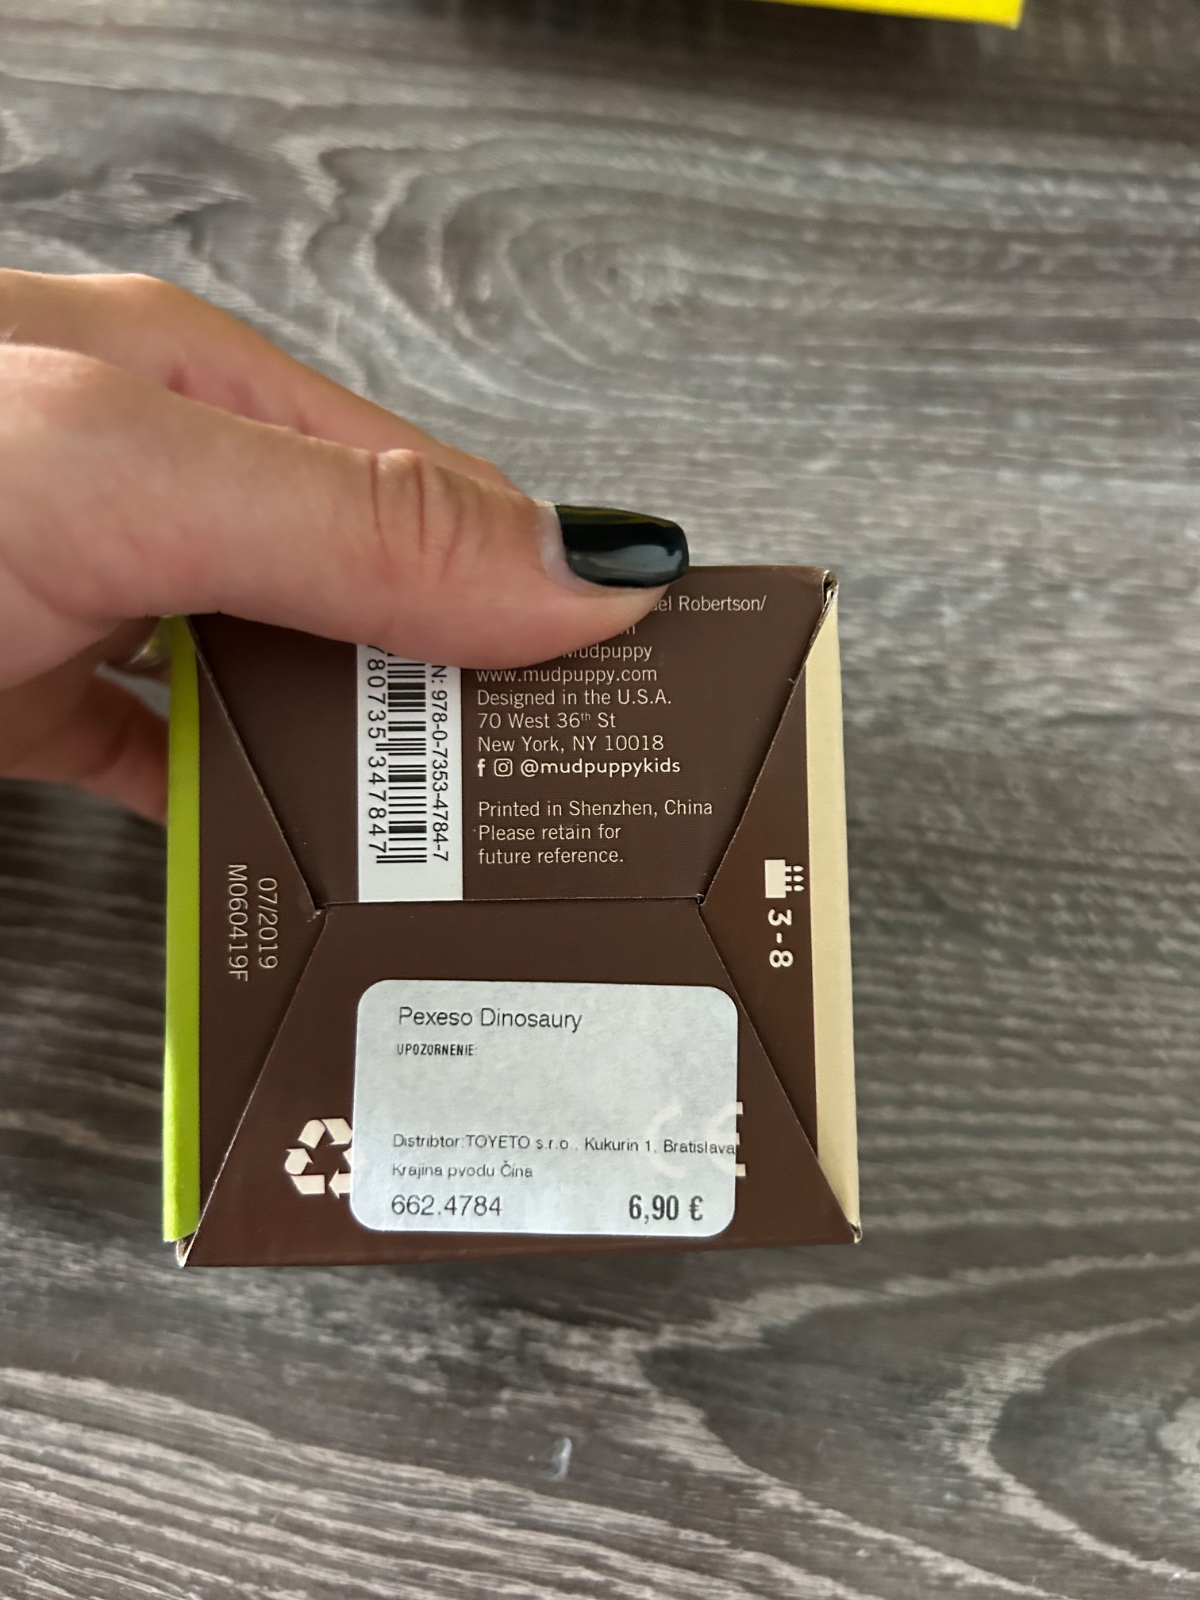 Robertson/
Mudpuppy
www.mudpuppy.com
Designed in the U.S.A.
70 West 36th St
New York, NY 10018
@mudpuppykids
Printed in Shenzhen, China
Please retain for
future reference.
N: 978-0-7353-4784-7
80735 347847
07/2019
M060419F
3-8
Pexeso Dinosaury
UPOZORNENIE:
Distribtor:TOYETO s.r.o., Kukurin 1, Bratislava
Krajina pvodu:Čína
662.4784 6,90 €